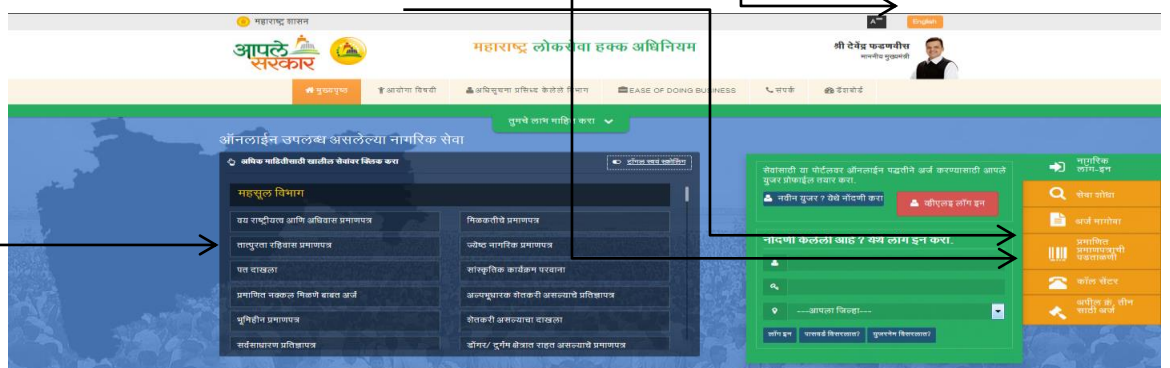 महाराष्ट्र शासन
A
English
आपले
सरकार
महाराष्ट्र लोकसेवा हक्क अधिनियम
श्री देवेंद्र फडणवीस
माननीय मुख्यमंत्री
मुख्यपृष्ठ
आयोगा विषयी
अधिसूचना प्रसिध्द केलेले विभाग
EASE OF DOING BUSINESS
संपर्क
डॅशबोर्ड
तुमचे लाभ माहित करा
ऑनलाईन उपलब्ध असलेल्या नागरिक सेवा
अधिक माहितीसाठी खालील सेवांवर क्लिक करा
टॉगल स्वयं स्क्रोलिंग
महसूल विभाग
वय राष्ट्रीयत्व आणि अधिवास प्रमाणपत्र
मिळकतीचे प्रमाणपत्र
तात्पुरता रहिवास प्रमाणपत्र
ज्येष्ठ नागरिक प्रमाणपत्र
पत दाखला
सांस्कृतिक कार्यक्रम परवाना
प्रमाणित नक्कल मिळणे बाबत अर्ज
अल्पभूधारक शेतकरी असल्याचे प्रतिज्ञापत्र
भूमिहीन प्रमाणपत्र
शेतकरी असल्याचा दाखला
सर्वसाधारण प्रतिज्ञापत्र
डोंगर/ दुर्गम क्षेत्रात राहत असल्याचे प्रमाणपत्र
सेवांसाठी या पोर्टलवर ऑनलाईन पद्धतीने अर्ज करण्यासाठी आपले
युजर प्रोफाईल तयार करा.
नवीन युजर ? येथे नोंदणी करा
व्हीएलइ लॉग इन
नोंदणी केलेली आहे ? येथे लॉग इन करा.
---आपला जिल्हा---
लॉग इन
पासवर्ड विसरलात?
युजरनेम विसरलात?
नागरिक
लॉग-इन
सेवा शोधा
अर्ज मागोवा
प्रमाणित
प्रमाणपत्राची
पडताळणी
कॉल सेंटर
अपील क्र. तीन
साठी अर्ज